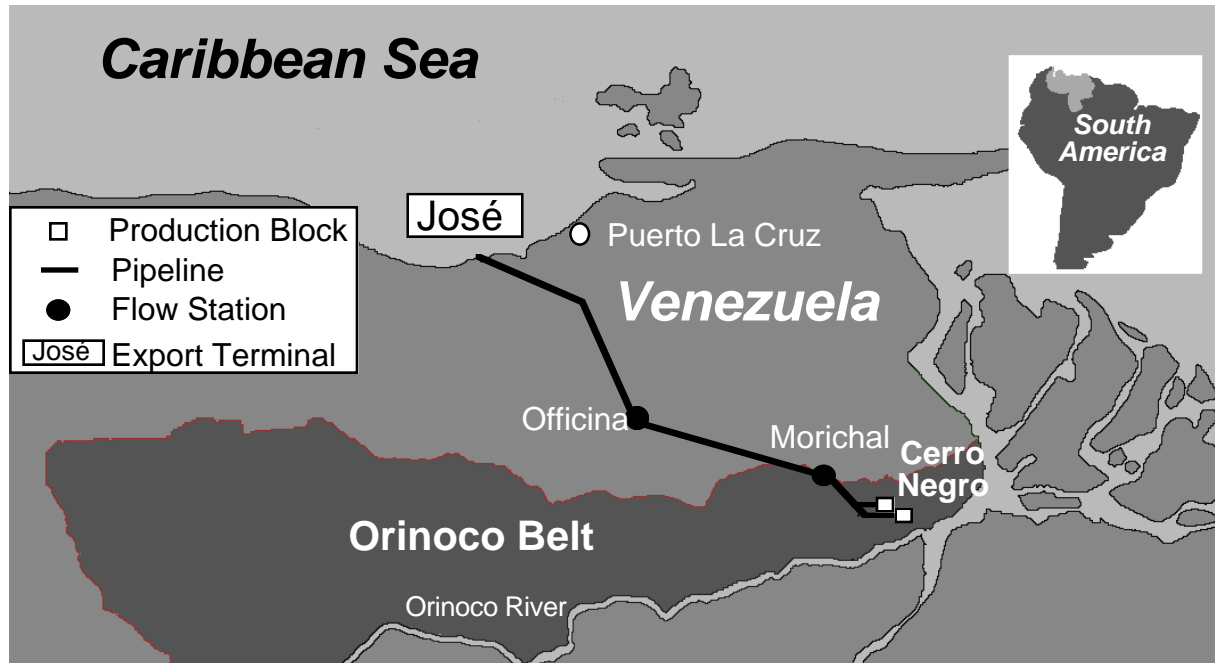 Caribbean Sea
South
America
José
Production Block
Pipeline
Flow Station
José Export Terminal
Puerto La Cruz
Venezuela
Officina
Morichal
Cerro
Negro
Orinoco Belt
Orinoco River